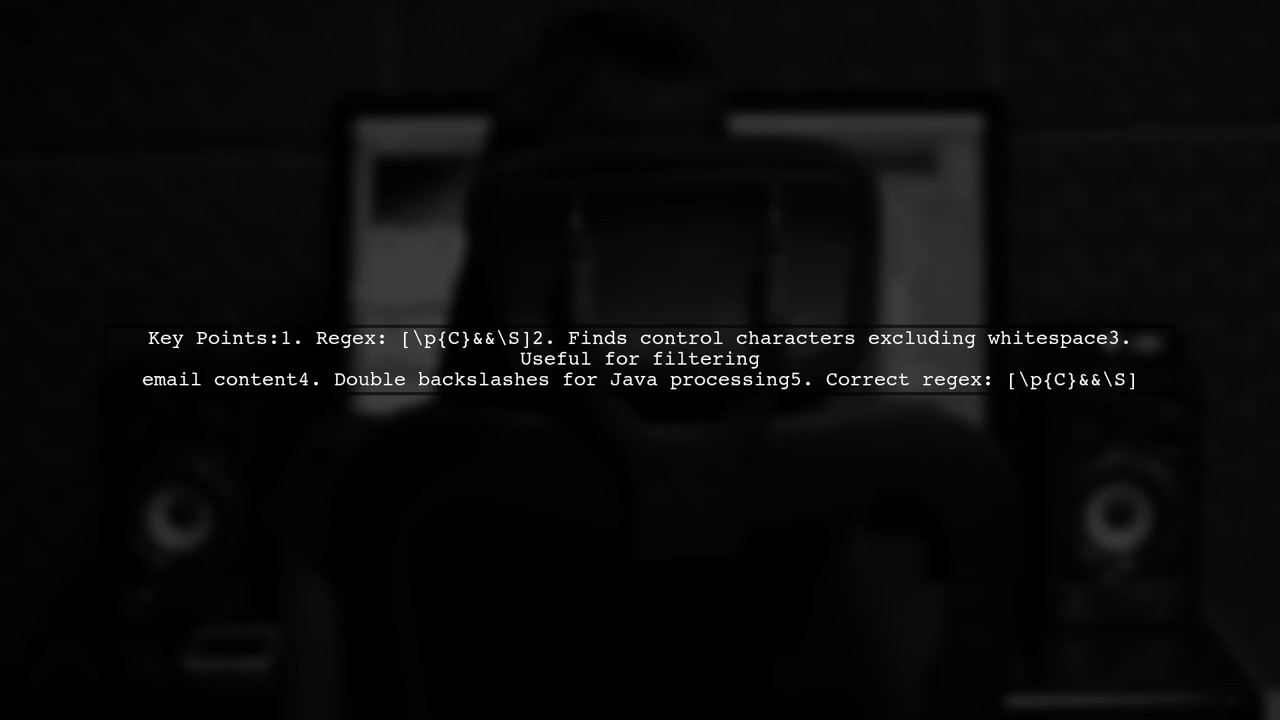 Key Points:1. Regex: [\p{C}&&\S]2. Finds control characters excluding whitespace3.
Useful for filtering
email content4. Double backslashes for Java processing5. Correct regex: [\p{C}&&\S]